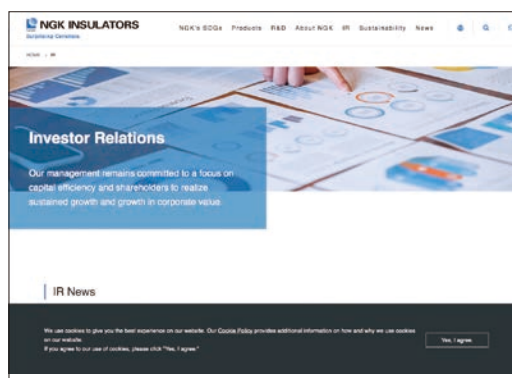 NGK INSULATORS
Surprising Ceramics.
NGK's SDGs Products R&D About NGK IR Sustainability News
HOME > IR
Investor Relations
Our management remains committed to a focus on
capital efficiency and shareholders to realize
sustained growth and growth in corporate value
IR News
We use cookies to give you the best experience on our website. Our Cookie Policy provides additional information on how and why we use cookies
on our website.
If you agree to our use of cookies, please click "Yes, I agree."
Yes, I agree.